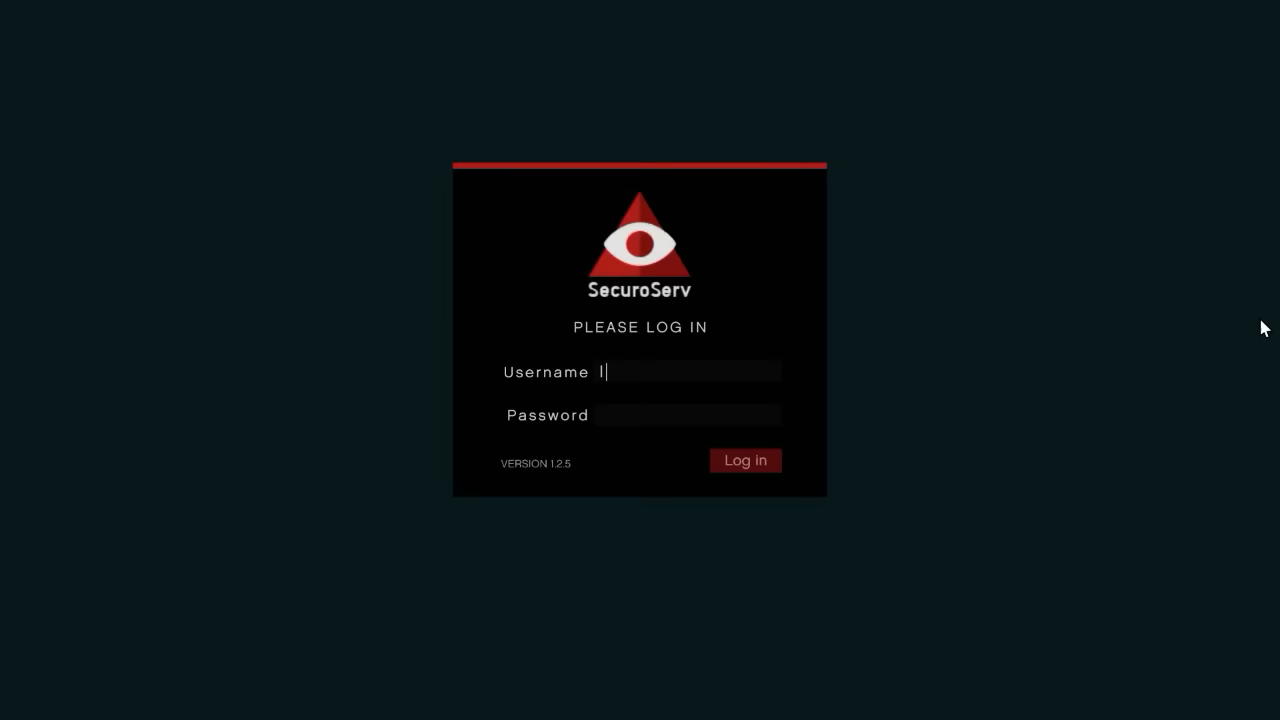 SecuroServ
PLEASE LOG IN
Username l
Password
VERSION 1.2.5
Log in